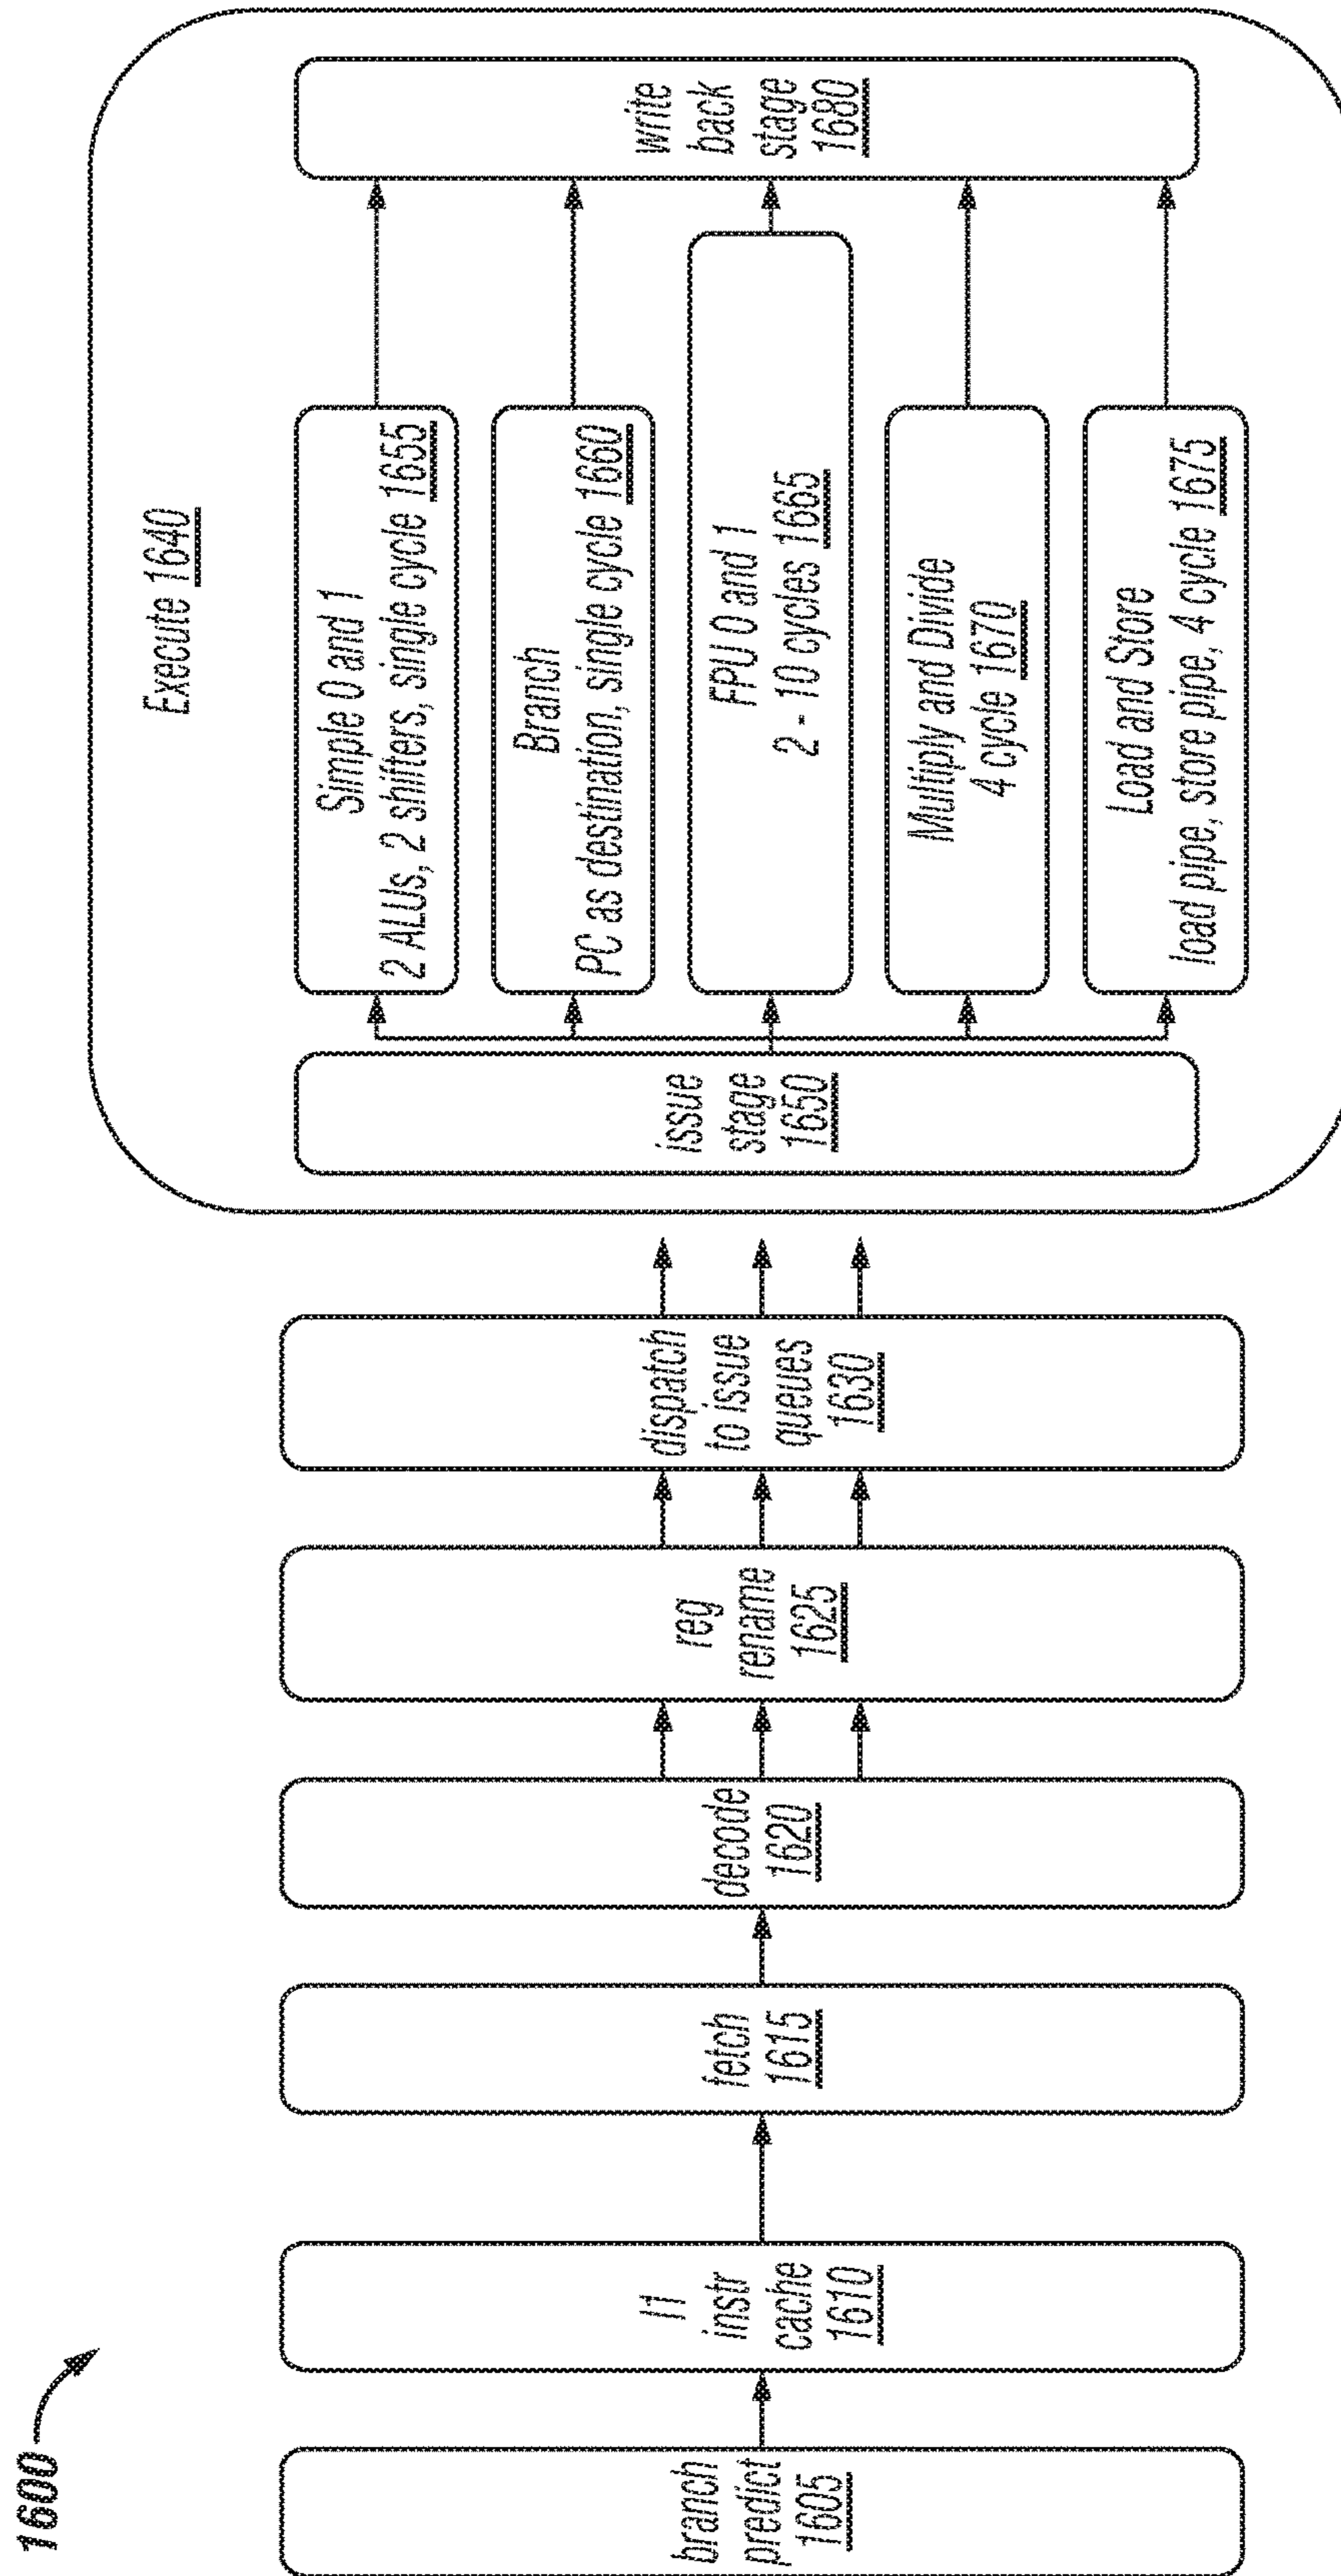 1600
branch
predict
1605
I1
instr
cache
1610
fetch
1615
decode
1620
reg
rename
1625
dispatch
to issue
queues
1630
Execute 1640
issue
stage
1650
Simple 0 and 1
2 ALUs, 2 shifters, single cycle 1655
Branch
PC as destination, single cycle 1660
FPU 0 and 1
2 - 10 cycles 1665
Multiply and Divide
4 cycle 1670
Load and Store
load pipe, store pipe, 4 cycle 1675
write
back
stage
1680